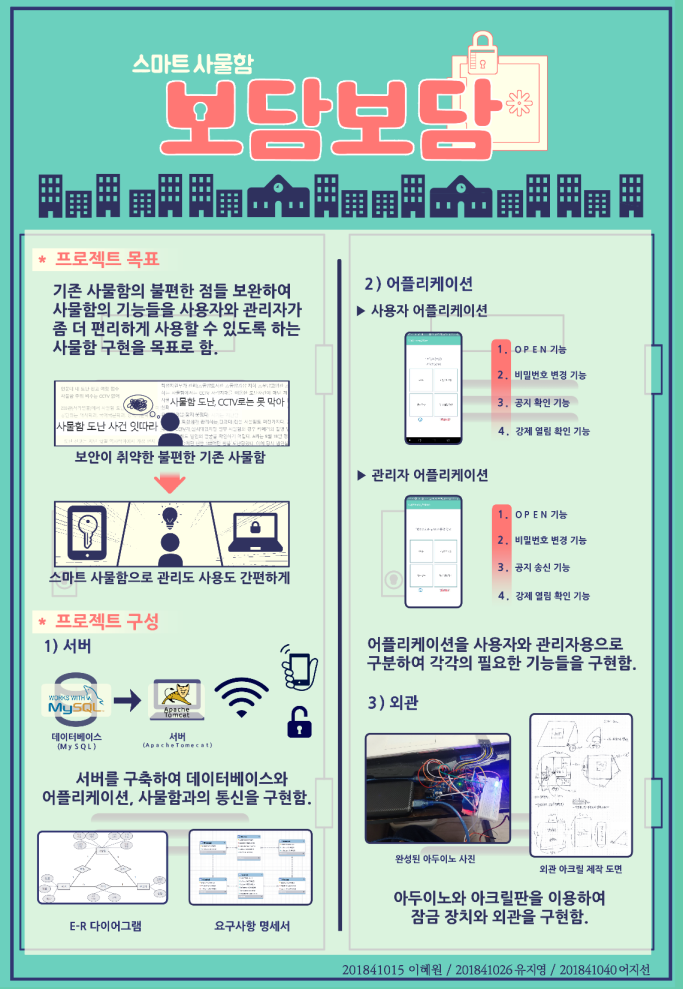 스마트 사물함
보담보담
* 프로젝트 목표
기존 사물함의 불편한 점들 보완하여
사물함의 기능들을 사용자와 관리자가
좀 더 편리하게 사용할 수 있도록 하는
사물함 구현을 목표로 함.
사물함 도난 CCTV로는 못 막아
사물함 도난 사건 잇따라
보안이 취약한 불편한 기존 사물함
스마트 사물함으로 관리도 사용도 간편하게
* 프로젝트 구성
1) 서버
WORKS WITH
MySQL
Apache
Tomcat
데이터베이스
(MySQL)
서버
(ApacheTomecat)
서버를 구축하여 데이터베이스와
어플리케이션, 사물함과의 통신을 구현함.
E-R 다이어그램
요구사항 명세서
2) 어플리케이션
▶ 사용자 어플리케이션
1. OPEN 기능
2. 비밀번호 변경 기능
3. 공지 확인 기능
4. 강제 열림 확인 기능
▶ 관리자 어플리케이션
1. OPEN 기능
2. 비밀번호 변경 기능
3. 공지 송신 기능
4. 강제 열림 확인 기능
어플리케이션을 사용자와 관리자용으로
구분하여 각각의 필요한 기능들을 구현함.
3) 외관
완성된 아두이노 사진
외관 아크릴 제작 도면
아두이노와 아크릴판을 이용하여
잠금 장치와 외관을 구현함.
201841015 이혜원 / 201841026 유지영 / 201841040 어지선